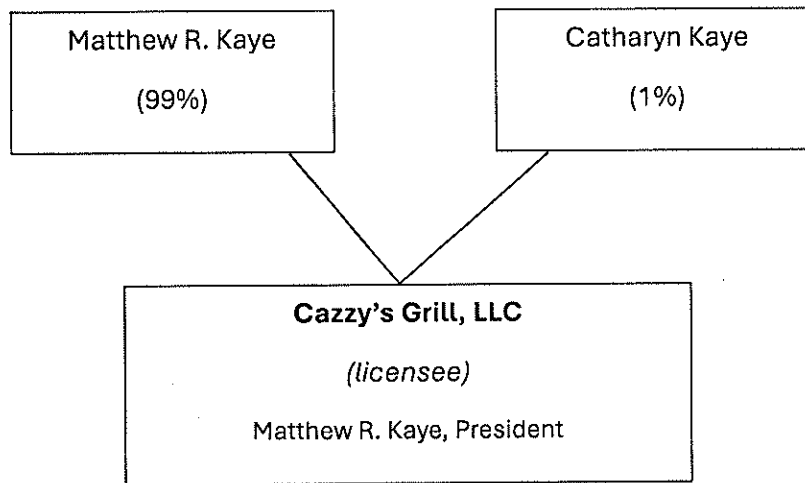 Matthew R. Kaye
(99%)
Catharyn Kaye
(1%)
Cazzy's Grill, LLC
(licensee)
Matthew R. Kaye, President